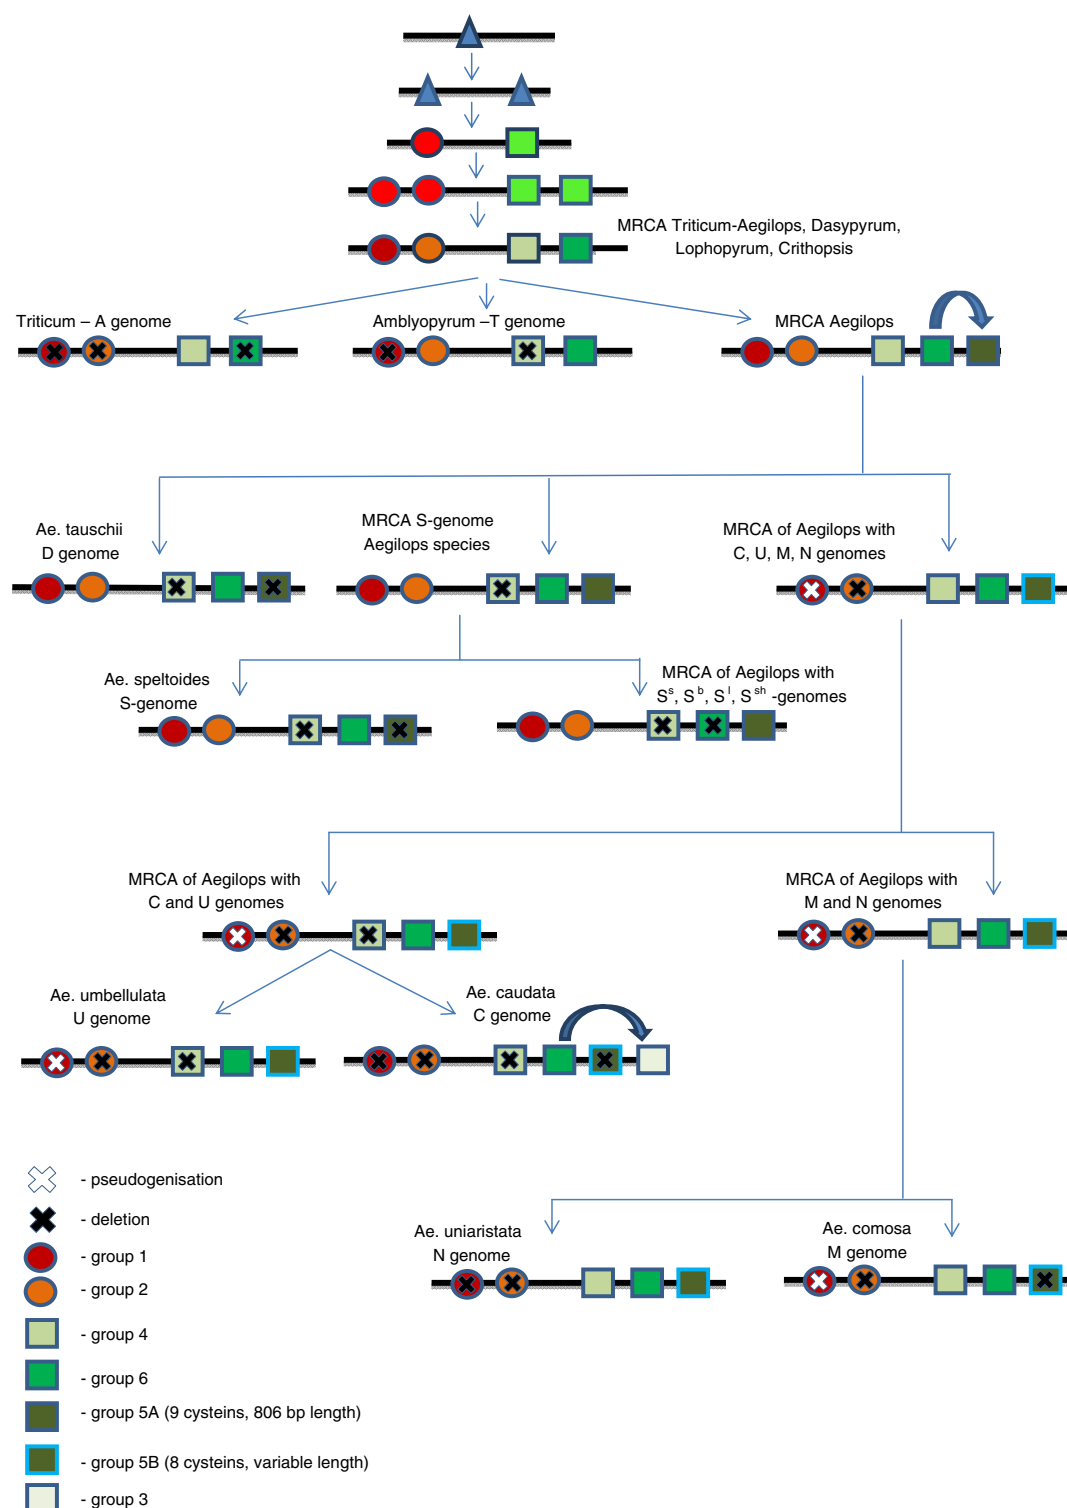 MRCA Triticum-Aegilops, Dasypyrum,
Lophopyrum, Crithopsis
Triticum – A genome
Amblyopyrum –T genome
MRCA Aegilops
Ae. tauschii
D genome
MRCA S-genome
Aegilops species
MRCA of Aegilops with
C, U, M, N genomes
Ae. speltoides
S-genome
MRCA of Aegilops with
S^s, S^b, S^l, S^sh -genomes
MRCA of Aegilops with
C and U genomes
MRCA of Aegilops with
M and N genomes
Ae. umbellulata
U genome
Ae. caudata
C genome
Ae. uniaristata
N genome
Ae. comosa
M genome
- pseudogenisation
- deletion
- group 1
- group 2
- group 4
- group 6
- group 5A (9 cysteins, 806 bp length)
- group 5B (8 cysteins, variable length)
- group 3